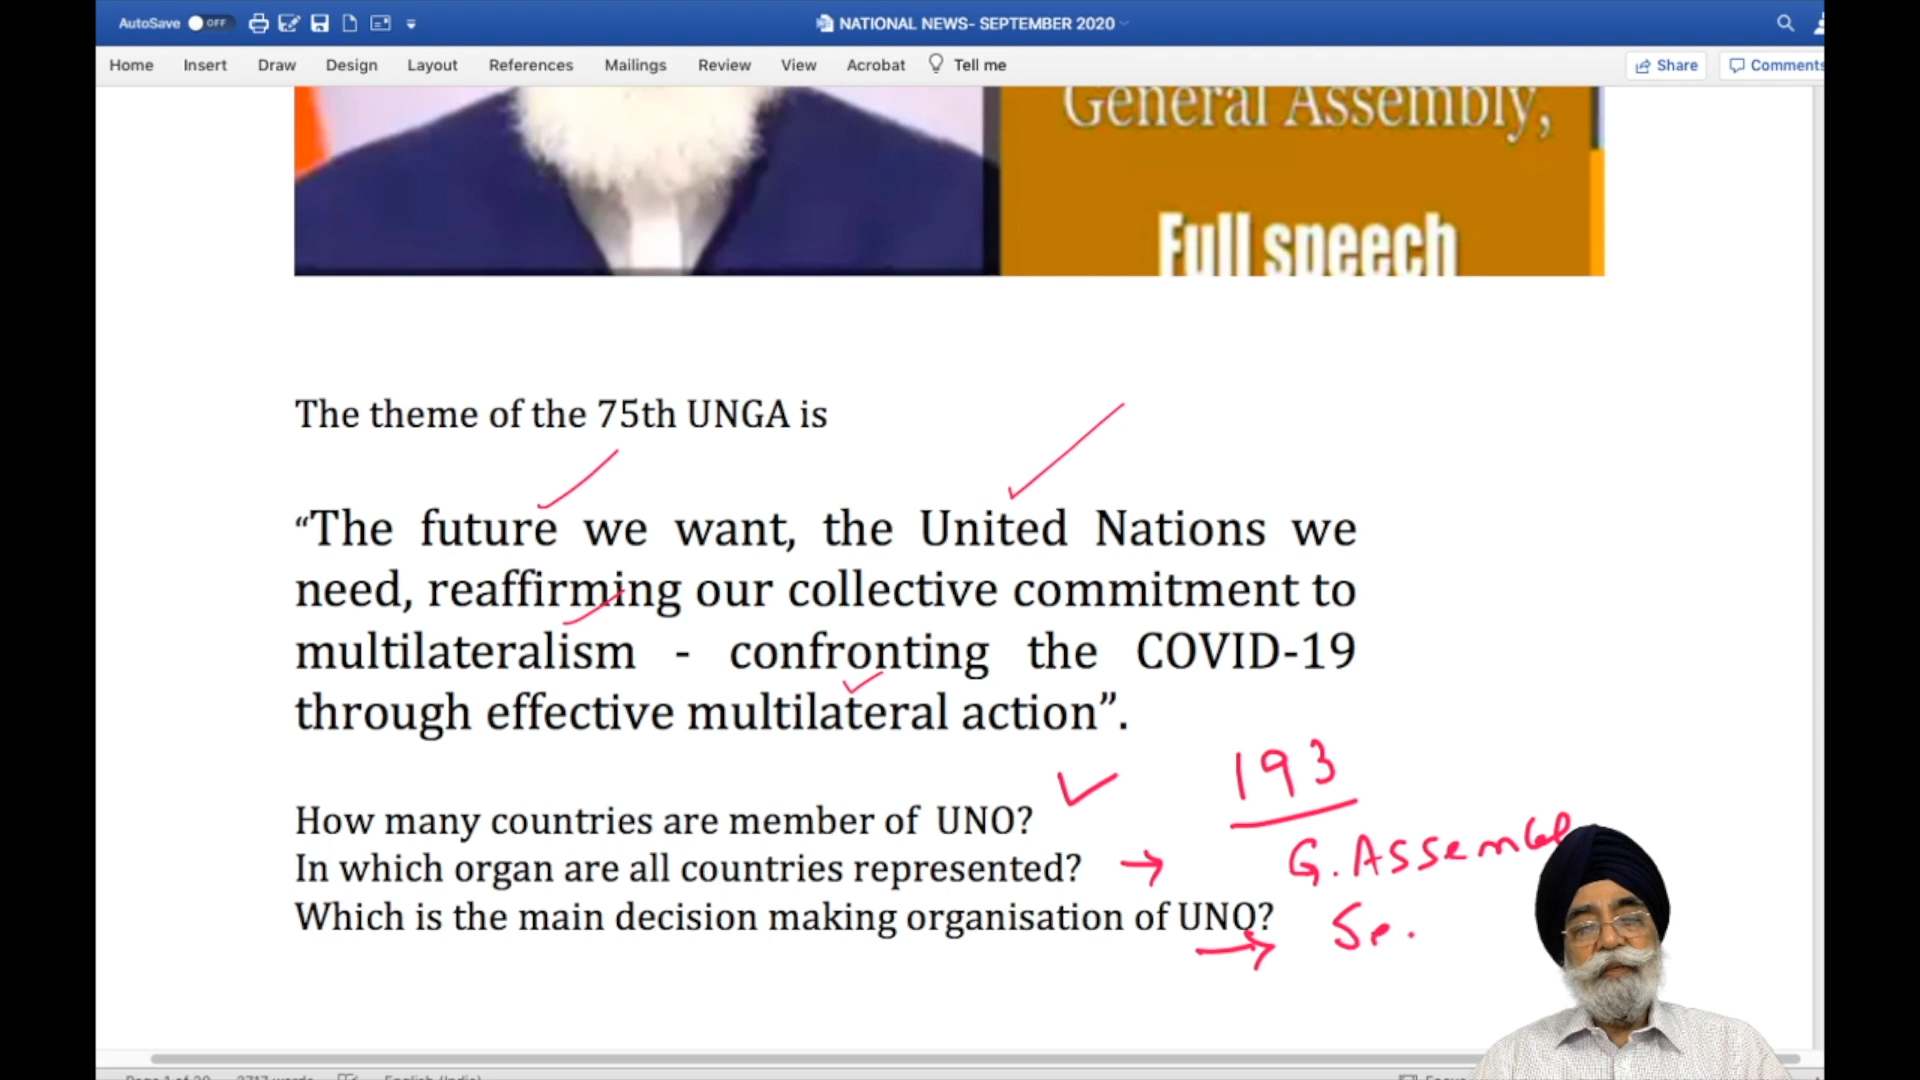 AutoSave OFF NATIONAL NEWS- SEPTEMBER 2020
Home Insert Draw Design Layout References Mailings Review View Acrobat Tell me Share Comments
General Assembly,
Full speech
The theme of the 75th UNGA is
“The future we want, the United Nations we
need, reaffirming our collective commitment to
multilateralism - confronting the COVID-19
through effective multilateral action”.
193
How many countries are member of UNO?
In which organ are all countries represented? → G. Assembl
Which is the main decision making organisation of UNO? → Se.